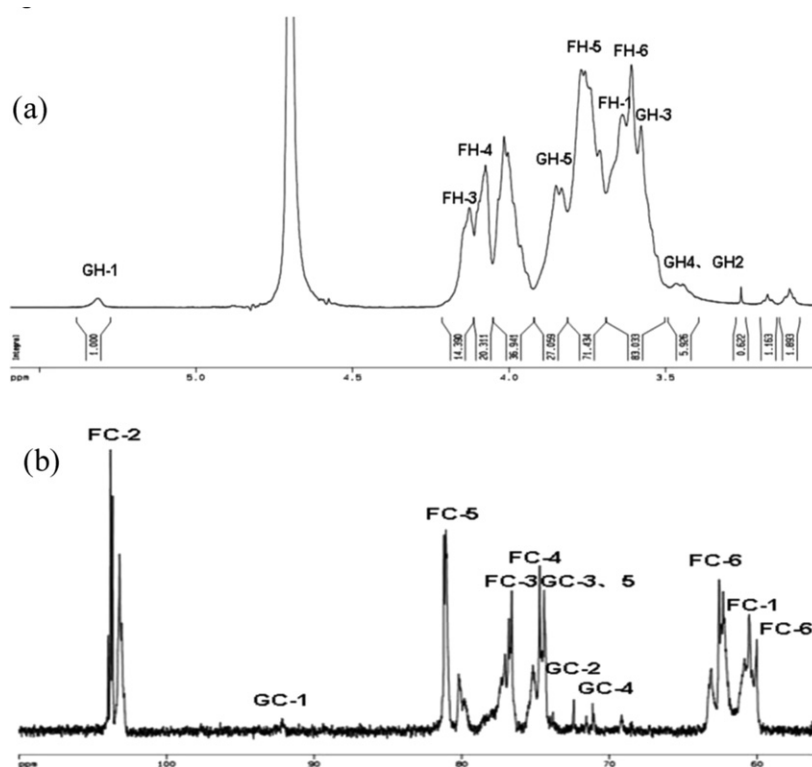 (a)
FH-5 FH-6
FH-1
GH-3
FH-4
GH-5
FH-3
GH-1
GH4、GH2
Integral
1.000 14.390 20.311 36.941 27.059 71.434 83.033 5.926 0.622 1.163 1.893
ppm 5.0 4.5 4.0 3.5
(b)
FC-2
FC-5
FC-4
FC-6
FC-3 GC-3、5
FC-1
FC-6
GC-2
GC-1
GC-4
ppm 100 90 80 70 60